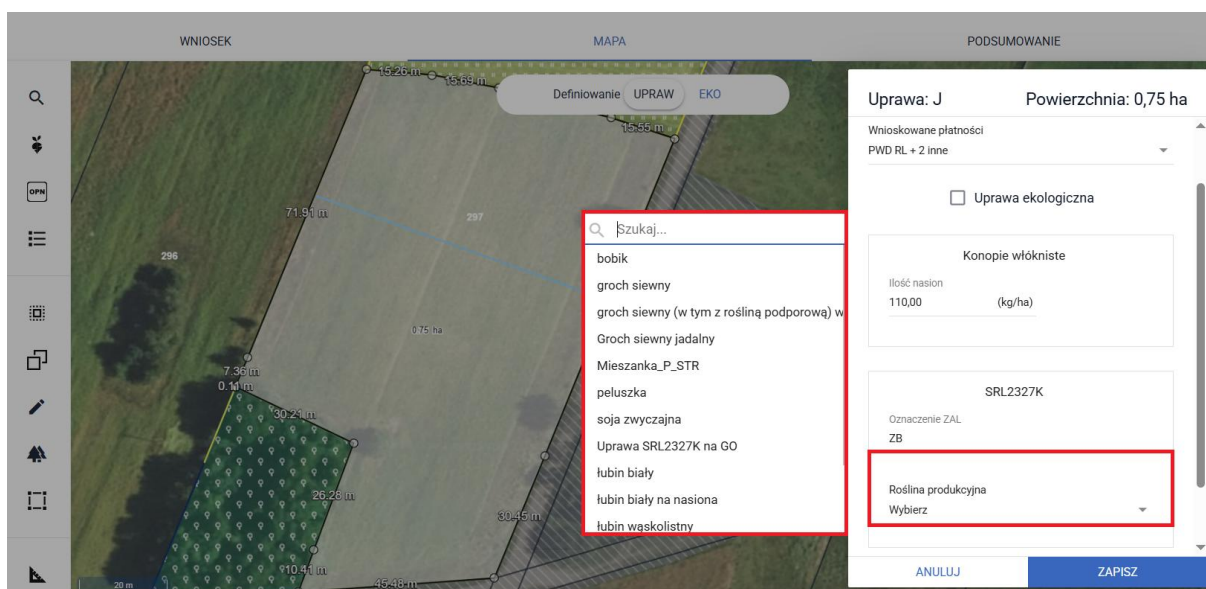 WNIOSEK
MAPA
PODSUMOWANIE
15.26 m
15.69 m
Definiowanie UPRAW EKO
15.55 m
Uprawa: J
Powierzchnia: 0,75 ha
Wnioskowane płatności
PWD RL + 2 inne
OPN
Uprawa ekologiczna
71.91 m
297
296
Szukaj...
bobik
groch siewny
groch siewny (w tym z rośliną podporową) w
Groch siewny jadalny
Mieszanka_P_STR
peluszka
soja zwyczajna
Uprawa SRL2327K na GO
łubin biały
łubin biały na nasiona
łubin wąskolistny
Konopie włókniste
Ilość nasion
110,00 (kg/ha)
0.75 ha
7.36 m
0.11 m
30.21 m
26.28 m
30.45 m
10.41 m
45.48 m
20 m
SRL2327K
Oznaczenie ZAL
ZB
Roślina produkcyjna
Wybierz
ANULUJ
ZAPISZ